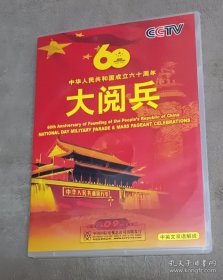 CCTV
60
中华人民共和国成立六十周年
大阅兵
60th Anniversary of Founding of the People's Republic of China
NATIONAL DAY MILITARY PARADE & MASS PAGEANT CELEBRATIONS
中华人民共和国万岁
中英文双语解说